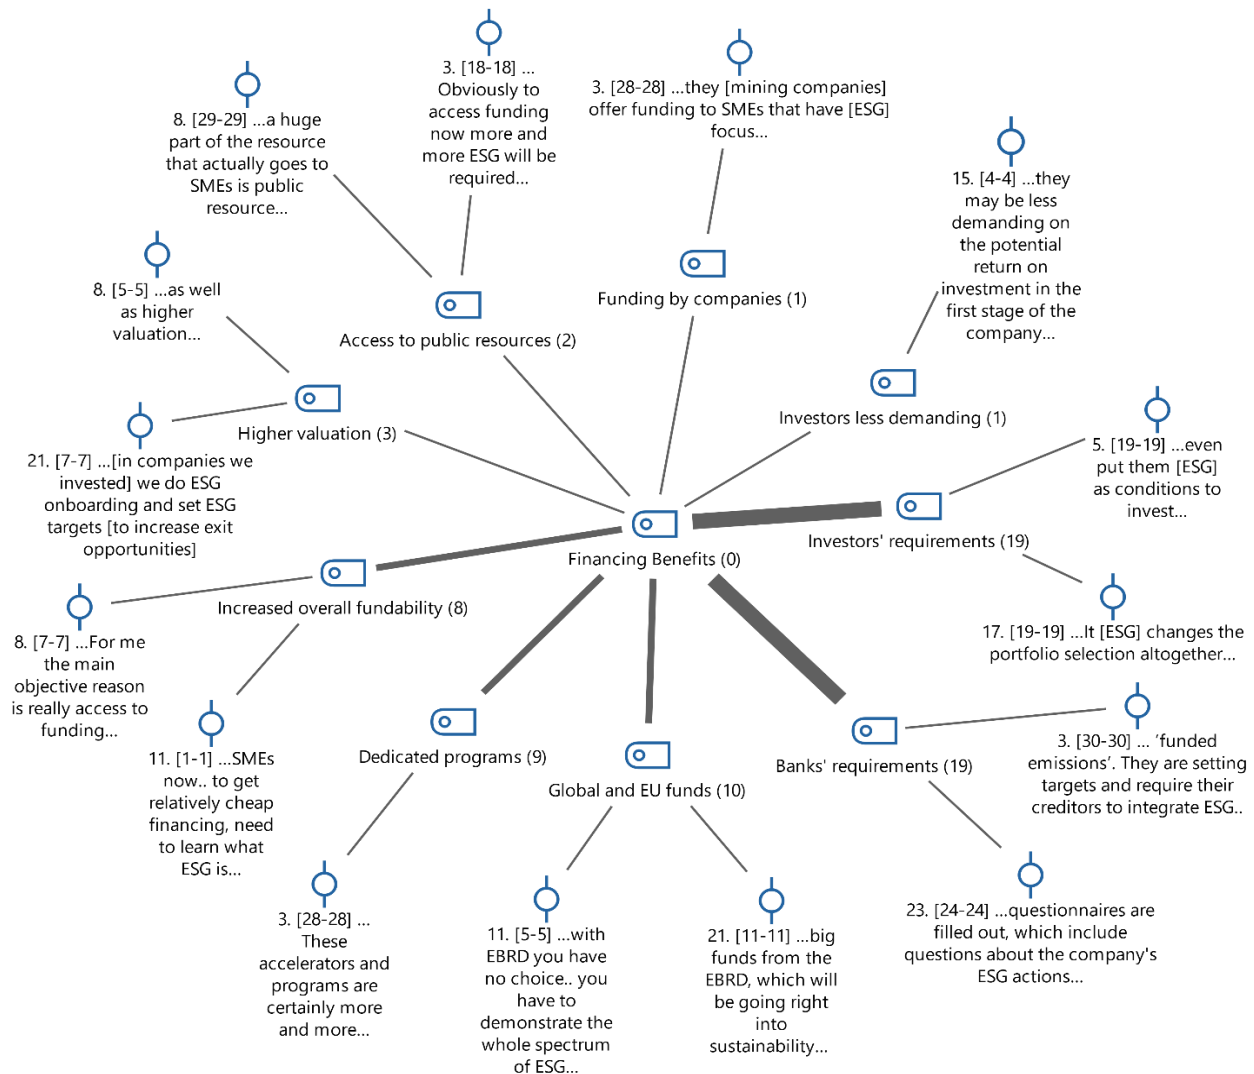 3. [18-18] ...
Obviously to
access funding
now more and
more ESG will be
required...
3. [28-28] ...they [mining companies]
offer funding to SMEs that have [ESG]
focus...
8. [29-29] ...a huge
part of the resource
that actually goes to
SMEs is public
resource...
15. [4-4] ...they
may be less
demanding on
the potential
return on
investment in the
first stage of the
company...
8. [5-5] ...as well
as higher
valuation...
Funding by companies (1)
Access to public resources (2)
Investors less demanding (1)
Higher valuation (3)
21. [7-7] ...[in companies we
invested] we do ESG
onboarding and set ESG
targets [to increase exit
opportunities]
5. [19-19] ...even
put them [ESG]
as conditions to
invest...
Investors' requirements (19)
Financing Benefits (0)
Increased overall fundability (8)
8. [7-7] ...For me
the main
objective reason
is really access to
funding...
17. [19-19] ...It [ESG] changes the
portfolio selection altogether...
11. [1-1] ...SMEs
now.. to get
relatively cheap
financing, need
to learn what
ESG is...
Dedicated programs (9)
Global and EU funds (10)
Banks' requirements (19)
3. [30-30] ... ‘funded
emissions’. They are setting
targets and require their
creditors to integrate ESG..
3. [28-28] ...
These
accelerators and
programs are
certainly more
and more...
11. [5-5] ...with
EBRD you have
no choice.. you
have to
demonstrate the
whole spectrum
of ESG...
21. [11-11] ...big
funds from the
EBRD, which will
be going right
into
sustainability...
23. [24-24] ...questionnaires are
filled out, which include
questions about the company's
ESG actions...